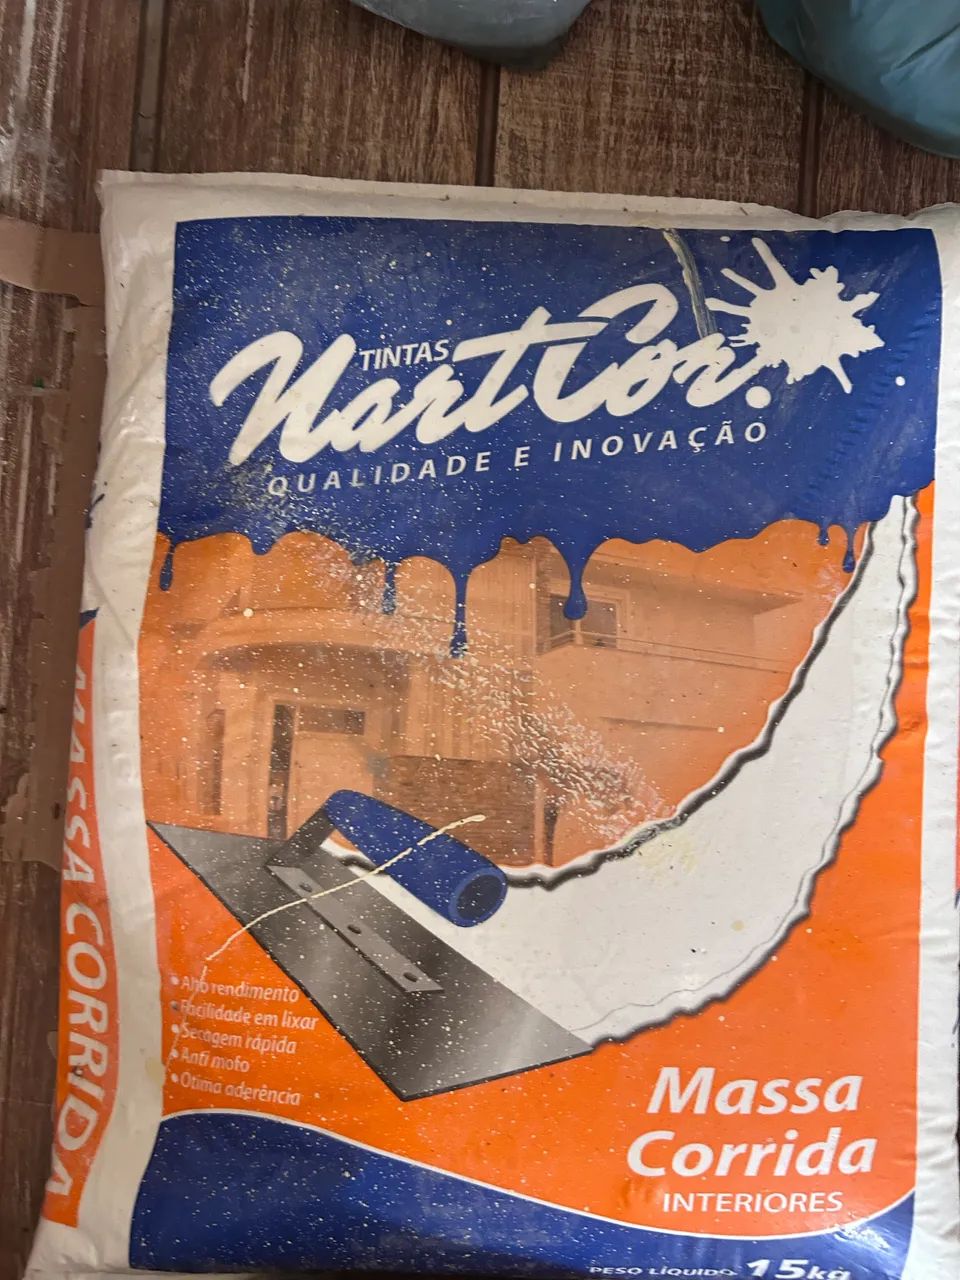 TINTAS
NartCor.
QUALIDADE E INOVAÇÃO
MASSA CORRIDA
• Alto rendimento
• Facilidade em lixar
• Secagem rápida
• Anti mofo
• Otima aderência
Massa
Corrida
INTERIORES
PESO LÍQUIDO 15kg